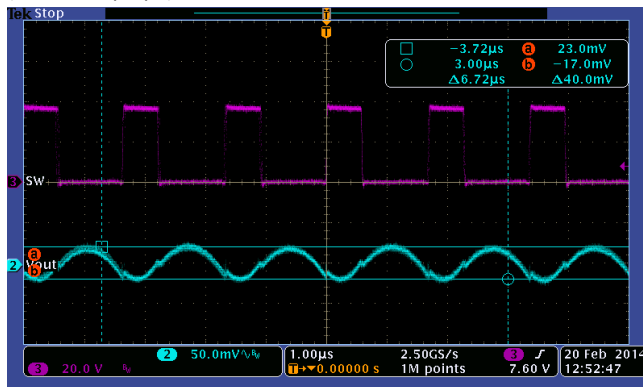 Tek Stop
T
T
−3.72µs a 23.0mV
3.00µs b −17.0mV
Δ6.72µs Δ40.0mV
3 SW
a
2 Vout
b
2 50.0mV∿BW 1.00µs 2.50GS/s 3 20 Feb 2014
3 20.0 V BW T→▼0.00000 s 1M points 7.60 V 12:52:47